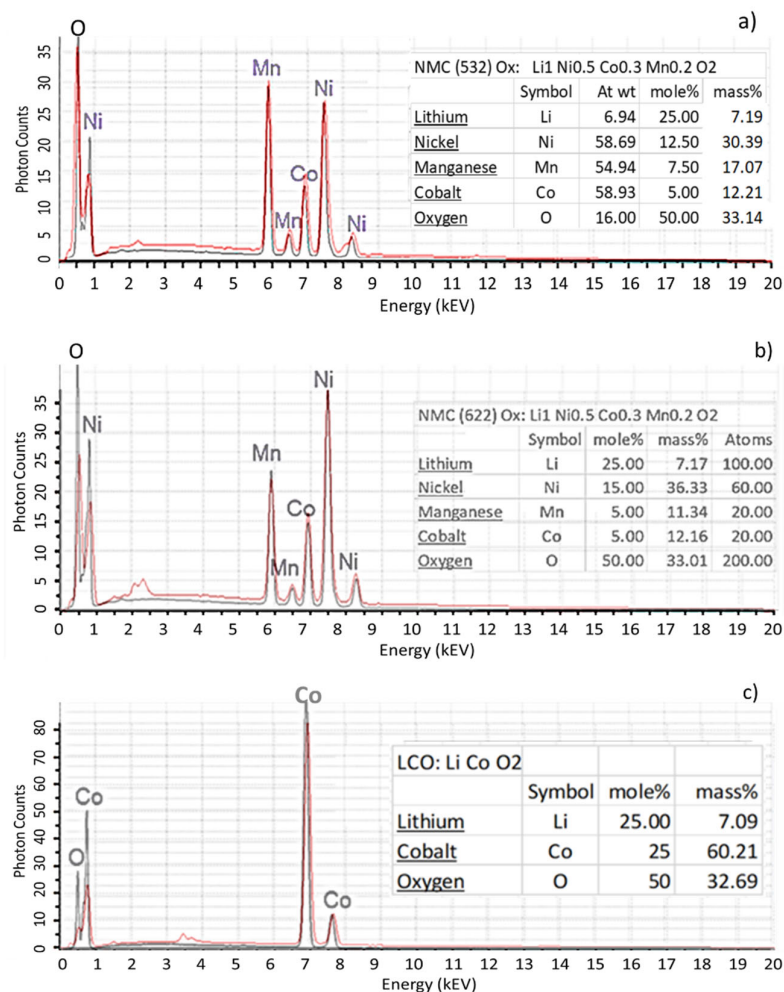 a)
O
Ni
Mn
Mn
Co
Ni
Ni
35
30
25
20
15
10
5
0
Photon Counts
0 1 2 3 4 5 6 7 8 9 10 11 12 13 14 15 16 17 18 19 20
Energy (kEV)
NMC (532) Ox: Li1 Ni0.5 Co0.3 Mn0.2 O2
Symbol At wt mole% mass%
Lithium Li 6.94 25.00 7.19
Nickel Ni 58.69 12.50 30.39
Manganese Mn 54.94 7.50 17.07
Cobalt Co 58.93 5.00 12.21
Oxygen O 16.00 50.00 33.14
b)
O
Ni
Mn
Mn
Co
Ni
Ni
35
30
25
20
15
10
5
0
Photon Counts
0 1 2 3 4 5 6 7 8 9 10 11 12 13 14 15 16 17 18 19 20
Energy (kEV)
NMC (622) Ox: Li1 Ni0.5 Co0.3 Mn0.2 O2
Symbol mole% mass% Atoms
Lithium Li 25.00 7.17 100.00
Nickel Ni 15.00 36.33 60.00
Manganese Mn 5.00 11.34 20.00
Cobalt Co 5.00 12.16 20.00
Oxygen O 50.00 33.01 200.00
c)
O
Co
Co
Co
80
70
60
50
40
30
20
10
0
Photon Counts
0 1 2 3 4 5 6 7 8 9 10 11 12 13 14 15 16 17 18 19 20
Energy (kEV)
LCO: Li Co O2
Symbol mole% mass%
Lithium Li 25.00 7.09
Cobalt Co 25 60.21
Oxygen O 50 32.69